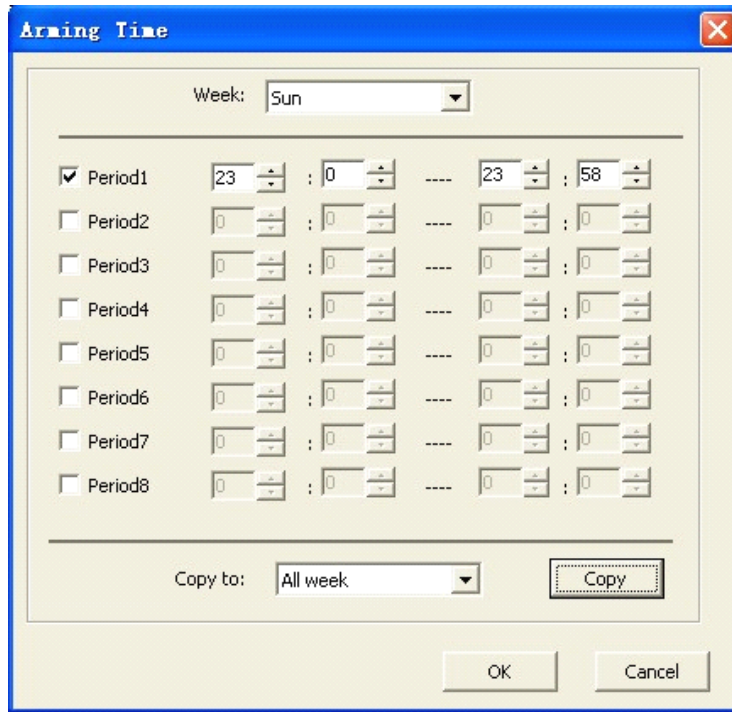 Arming Time
Week: Sun
Period1 23 : 0 ---- 23 : 58
Period2 0 : 0 ---- 0 : 0
Period3 0 : 0 ---- 0 : 0
Period4 0 : 0 ---- 0 : 0
Period5 0 : 0 ---- 0 : 0
Period6 0 : 0 ---- 0 : 0
Period7 0 : 0 ---- 0 : 0
Period8 0 : 0 ---- 0 : 0
Copy to: All week Copy
OK Cancel